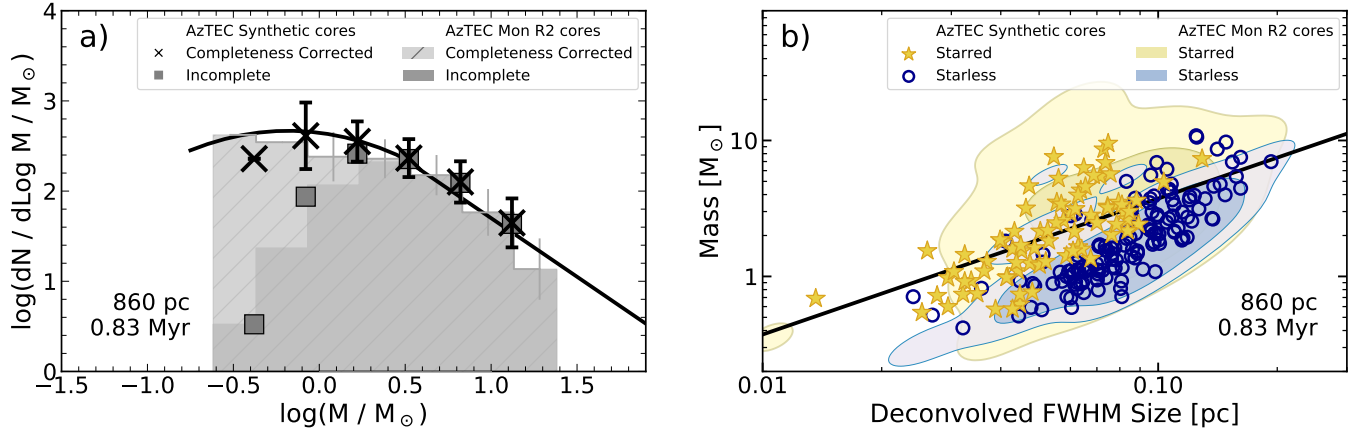 a)
AzTEC Synthetic cores AzTEC Mon R2 cores
Completeness Corrected Completeness Corrected
Incomplete Incomplete
log(dN / dLog M / M⊙)
4
3
2
1
0
860 pc
0.83 Myr
−1.5 −1.0 −0.5 0.0 0.5 1.0 1.5
log(M / M⊙)
b)
AzTEC Synthetic cores AzTEC Mon R2 cores
Starred Starred
Starless Starless
Mass [M⊙]
10
1
860 pc
0.83 Myr
0.01 0.10
Deconvolved FWHM Size [pc]